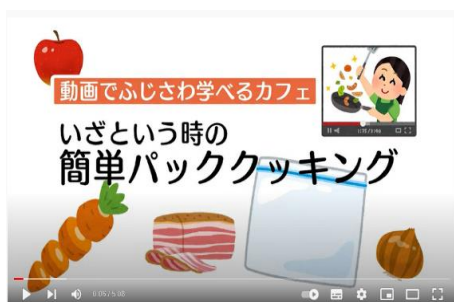 動画でふじさわ学べるカフェ
いざという時の
簡単パッククッキング